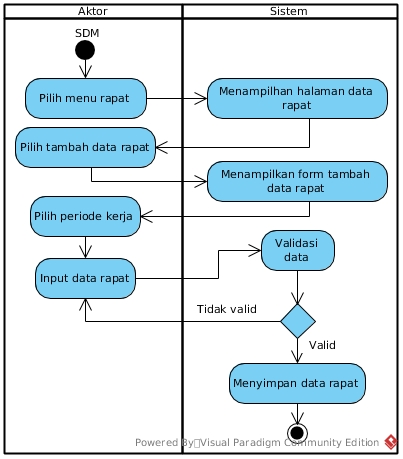 Aktor
Sistem
SDM
Pilih menu rapat
Menampilhan halaman data
rapat
Pilih tambah data rapat
Menampilkan form tambah
data rapat
Pilih periode kerja
Validasi
data
Input data rapat
Tidak valid
Valid
Menyimpan data rapat
Powered By Visual Paradigm Community Edition